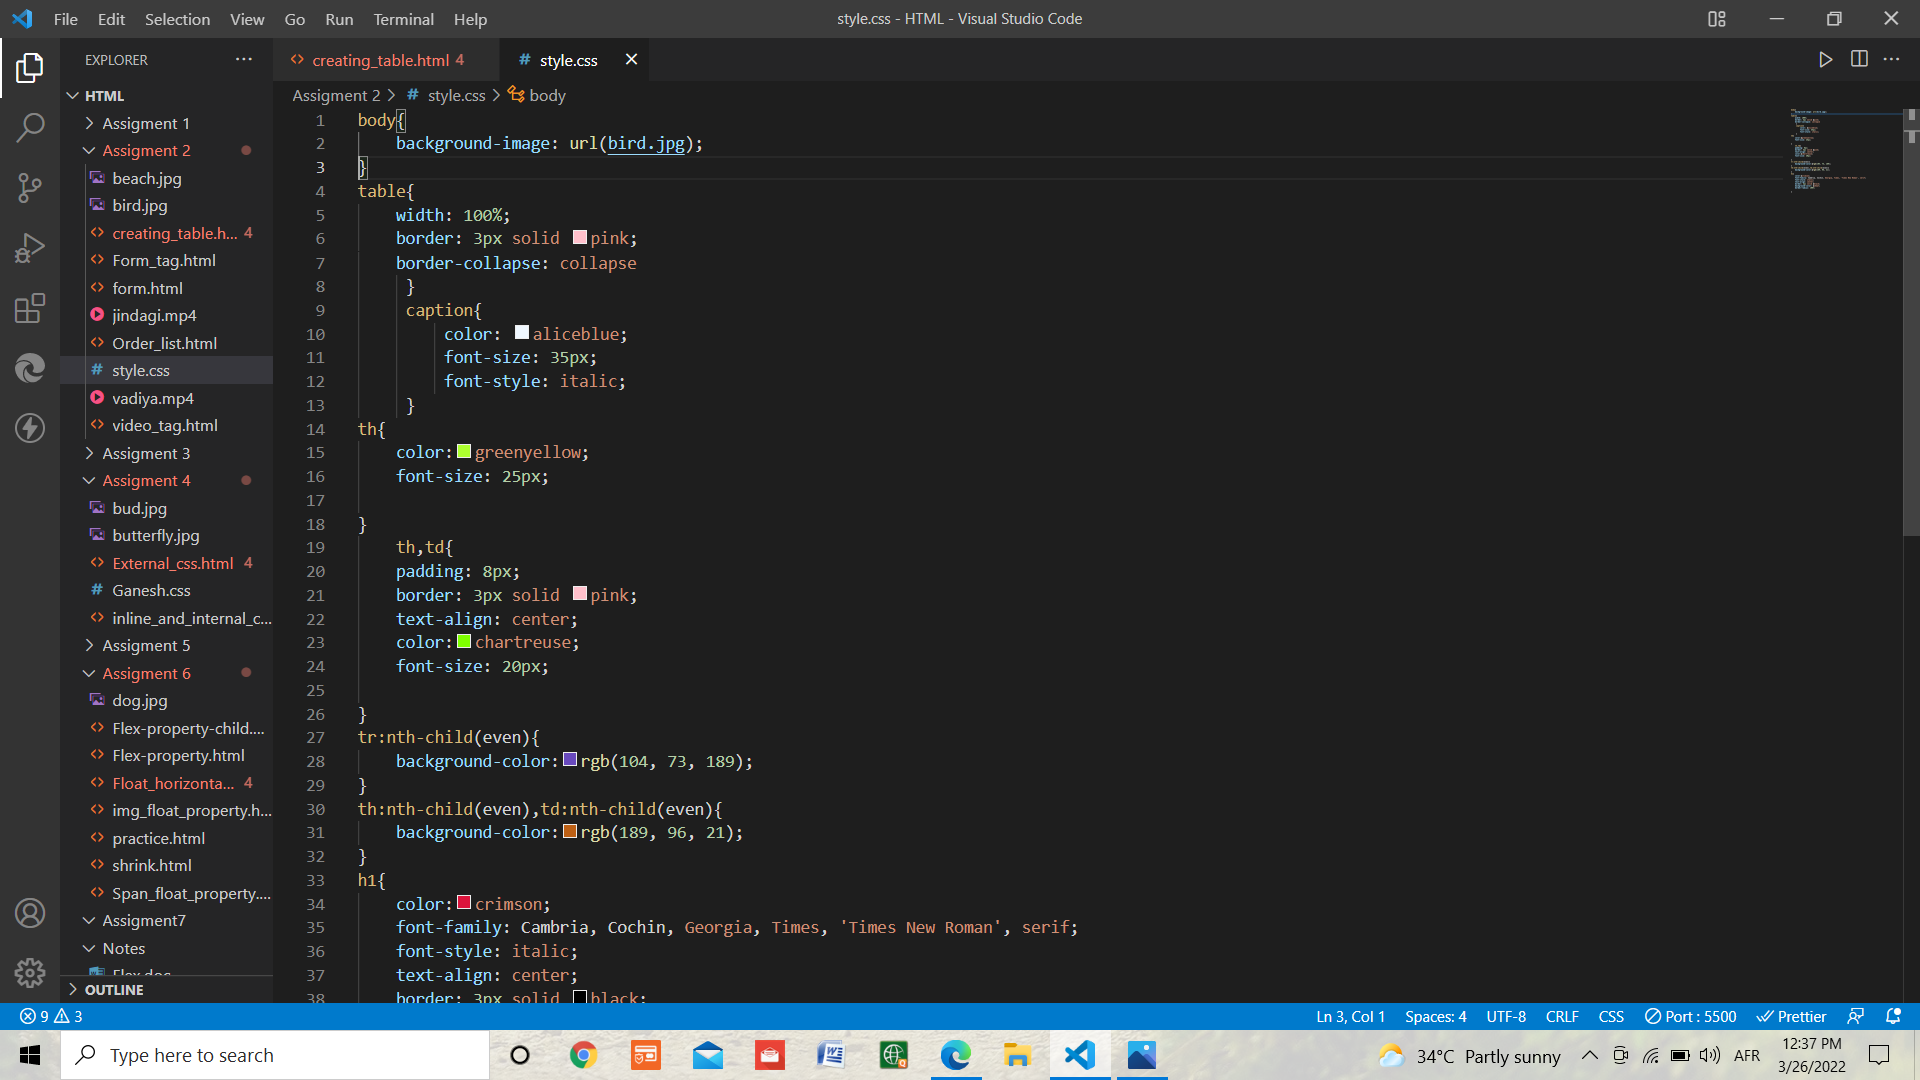 File Edit Selection View Go Run Terminal Help
style.css - HTML - Visual Studio Code
EXPLORER
HTML
Assigment 1
Assigment 2
beach.jpg
bird.jpg
creating_table.h... 4
Form_tag.html
form.html
jindagi.mp4
Order_list.html
style.css
vadiya.mp4
video_tag.html
Assigment 3
Assigment 4
bud.jpg
butterfly.jpg
External_css.html 4
Ganesh.css
inline_and_internal_c...
Assigment 5
Assigment 6
dog.jpg
Flex-property-child....
Flex-property.html
Float_horizonta... 4
img_float_property.h...
practice.html
shrink.html
Span_float_property....
Assigment7
Notes
Flex.doc
OUTLINE
creating_table.html 4
# style.css
Assigment 2 > # style.css > body
1 body{
2 background-image: url(bird.jpg);
3 }
4 table{
5 width: 100%;
6 border: 3px solid pink;
7 border-collapse: collapse
8 }
9 caption{
10 color: aliceblue;
11 font-size: 35px;
12 font-style: italic;
13 }
14 th{
15 color:greenyellow;
16 font-size: 25px;
17
18 }
19 th,td{
20 padding: 8px;
21 border: 3px solid pink;
22 text-align: center;
23 color:chartreuse;
24 font-size: 20px;
25
26 }
27 tr:nth-child(even){
28 background-color:rgb(104, 73, 189);
29 }
30 th:nth-child(even),td:nth-child(even){
31 background-color:rgb(189, 96, 21);
32 }
33 h1{
34 color:crimson;
35 font-family: Cambria, Cochin, Georgia, Times, 'Times New Roman', serif;
36 font-style: italic;
37 text-align: center;
38 border: 3px solid black;
9 3
Ln 3, Col 1 Spaces: 4 UTF-8 CRLF CSS Port : 5500 Prettier
Type here to search
34°C Partly sunny
AFR
12:37 PM
3/26/2022